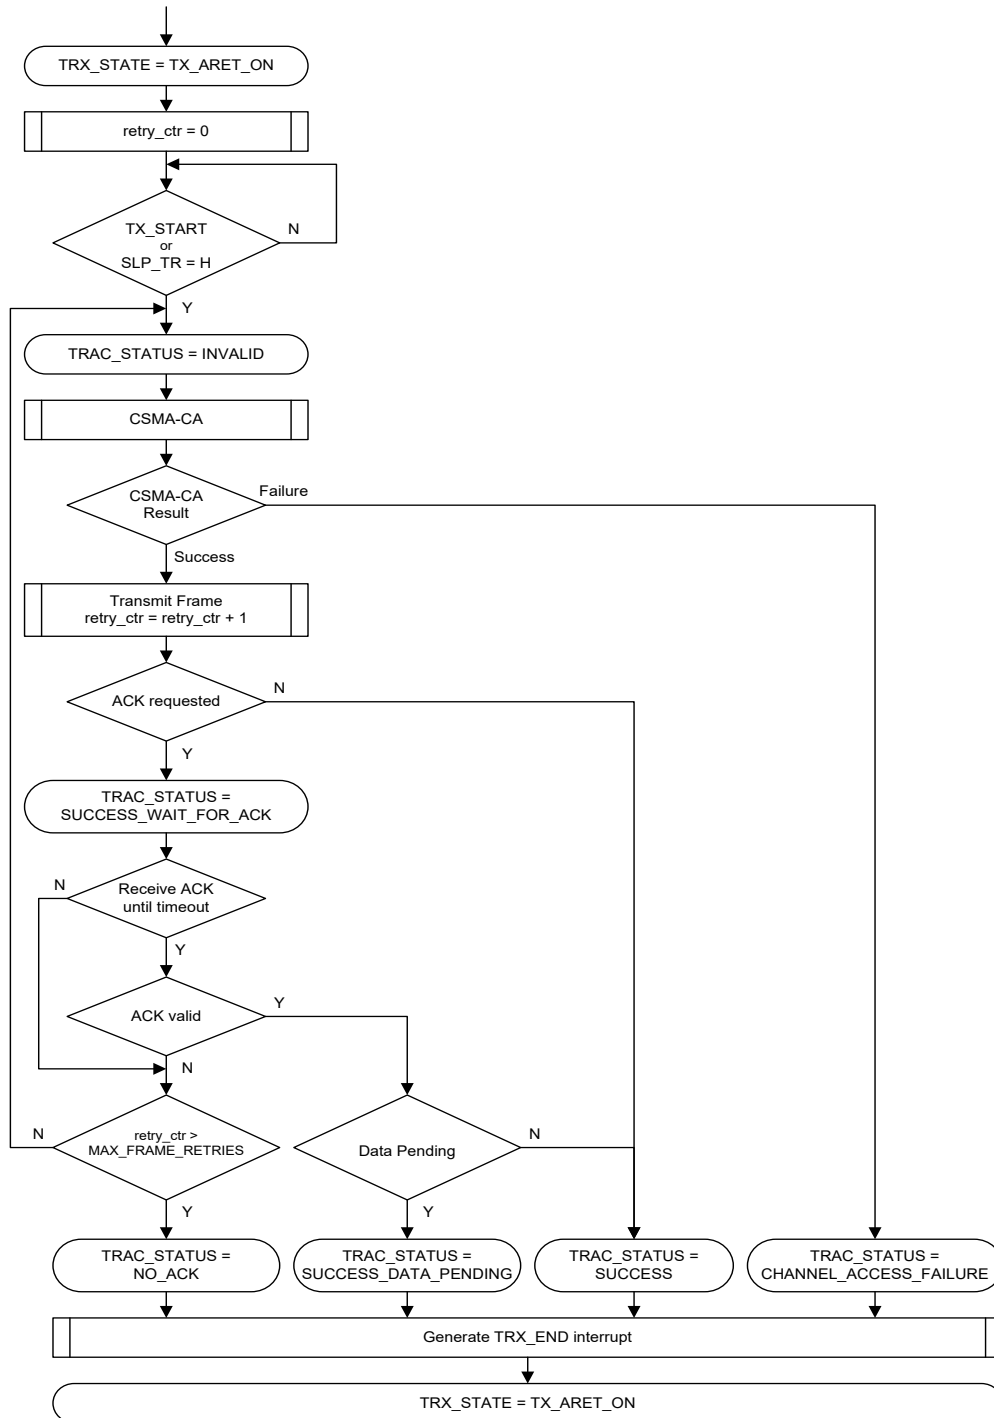 TRX_STATE = TX_ARET_ON
retry_ctr = 0
TX_START
or
SLP_TR = H
N
Y
TRAC_STATUS = INVALID
CSMA-CA
CSMA-CA
Result
Failure
Success
Transmit Frame
retry_ctr = retry_ctr + 1
ACK requested
N
Y
TRAC_STATUS =
SUCCESS_WAIT_FOR_ACK
N
Receive ACK
until timeout
Y
ACK valid
Y
N
N
retry_ctr >
MAX_FRAME_RETRIES
Data Pending
N
Y
Y
TRAC_STATUS =
NO_ACK
TRAC_STATUS =
SUCCESS_DATA_PENDING
TRAC_STATUS =
SUCCESS
TRAC_STATUS =
CHANNEL_ACCESS_FAILURE
Generate TRX_END interrupt
TRX_STATE = TX_ARET_ON